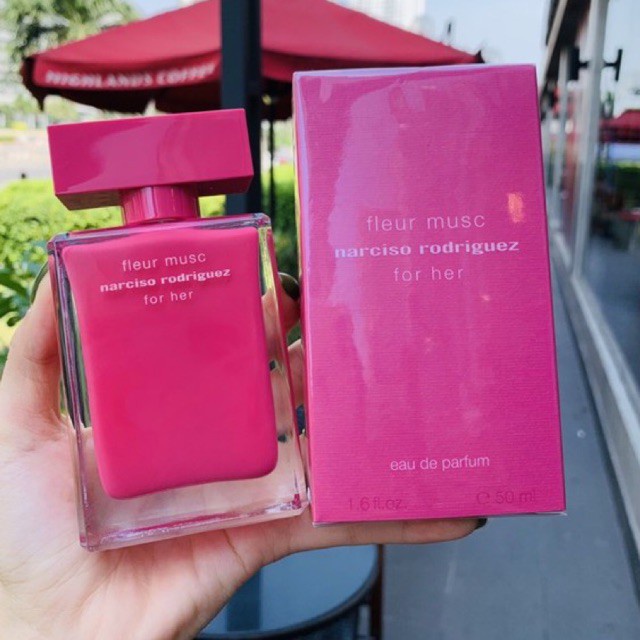 HIGHLANDS COFFEE
fleur musc
narciso rodriguez
for her
fleur musc
narciso rodriguez
for her
eau de parfum
1.6 fl.oz. ℮ 50 ml